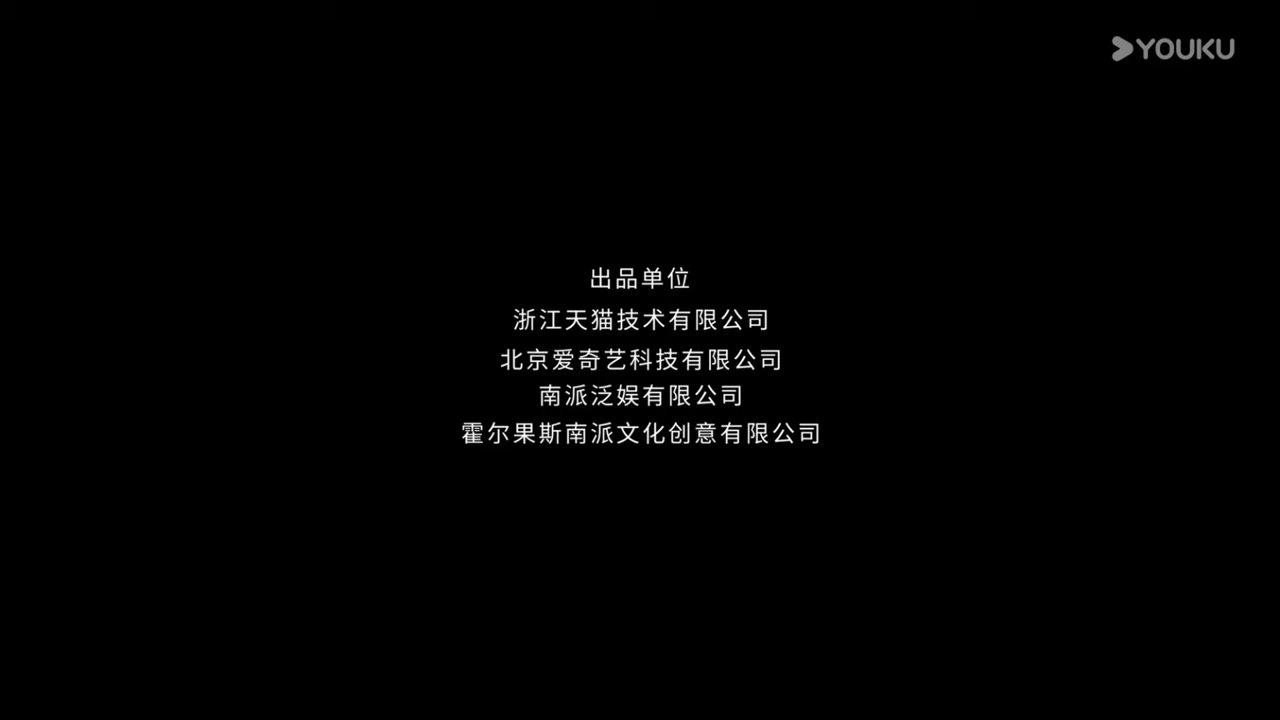 YOUKU
出品单位
浙江天猫技术有限公司
北京爱奇艺科技有限公司
南派泛娱有限公司
霍尔果斯南派文化创意有限公司